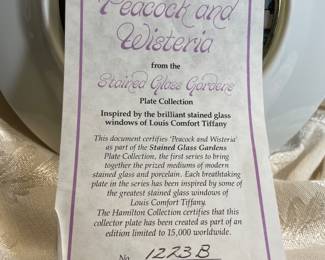 Peacock and
Wisteria
from the
Stained Glass Gardens
Plate Collection
Inspired by the brilliant stained glass
windows of Louis Comfort Tiffany
This document certifies 'Peacock and Wisteria'
as part of the Stained Glass Gardens
Plate Collection, the first series to bring
together the prized mediums of modern
stained glass and porcelain. Each breathtaking
plate in the series has been inspired by some of
the greatest stained glass windows of
Louis Comfort Tiffany.
The Hamilton Collection certifies that this
collector plate has been created as part of an
edition limited to 15,000 worldwide.
No. 1223B